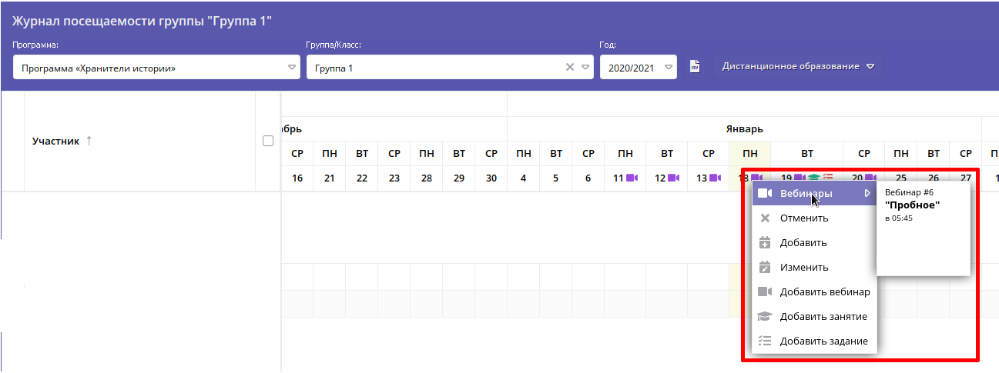 Журнал посещаемости группы "Группа 1"
Программа: Группа/Класс: Год:
Программа «Хранители истории» Группа 1 2020/2021 CSV Дистанционное образование
Участник
брь Январь
СР ПН ВТ СР ПН ВТ СР ПН ВТ СР ПН ВТ СР ПН ВТ СР ПН ВТ СР
16 21 22 23 28 29 30 4 5 6 11 12 13 18 19 20 25 26 27
Вебинары
Отменить
Добавить
Изменить
Добавить вебинар
Добавить занятие
Добавить задание
Вебинар #6
"Пробное"
в 05:45